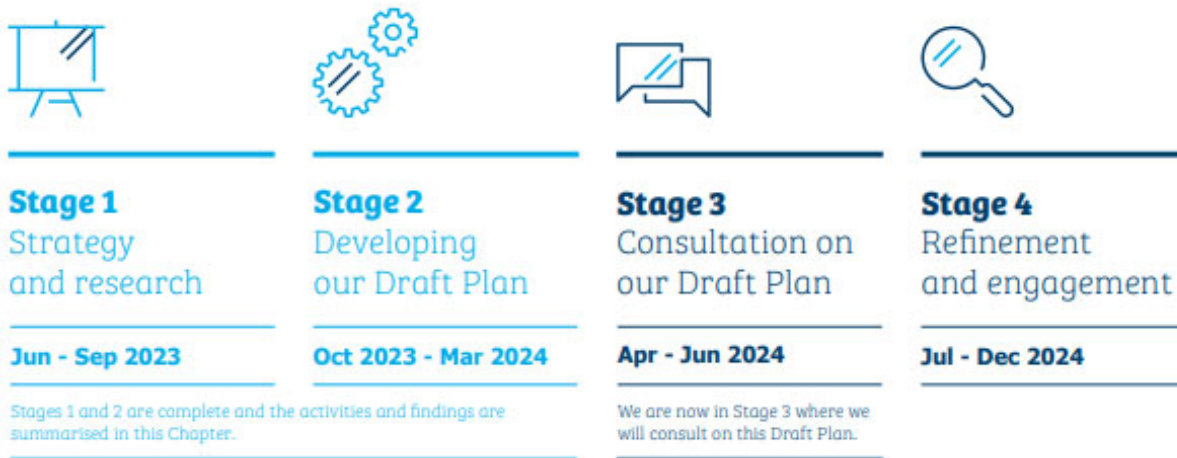 Stage 1
Strategy
and research
Jun - Sep 2023
Stage 2
Developing
our Draft Plan
Oct 2023 - Mar 2024
Stages 1 and 2 are complete and the activities and findings are
summarised in this Chapter.
Stage 3
Consultation on
our Draft Plan
Apr - Jun 2024
We are now in Stage 3 where we
will consult on this Draft Plan.
Stage 4
Refinement
and engagement
Jul - Dec 2024